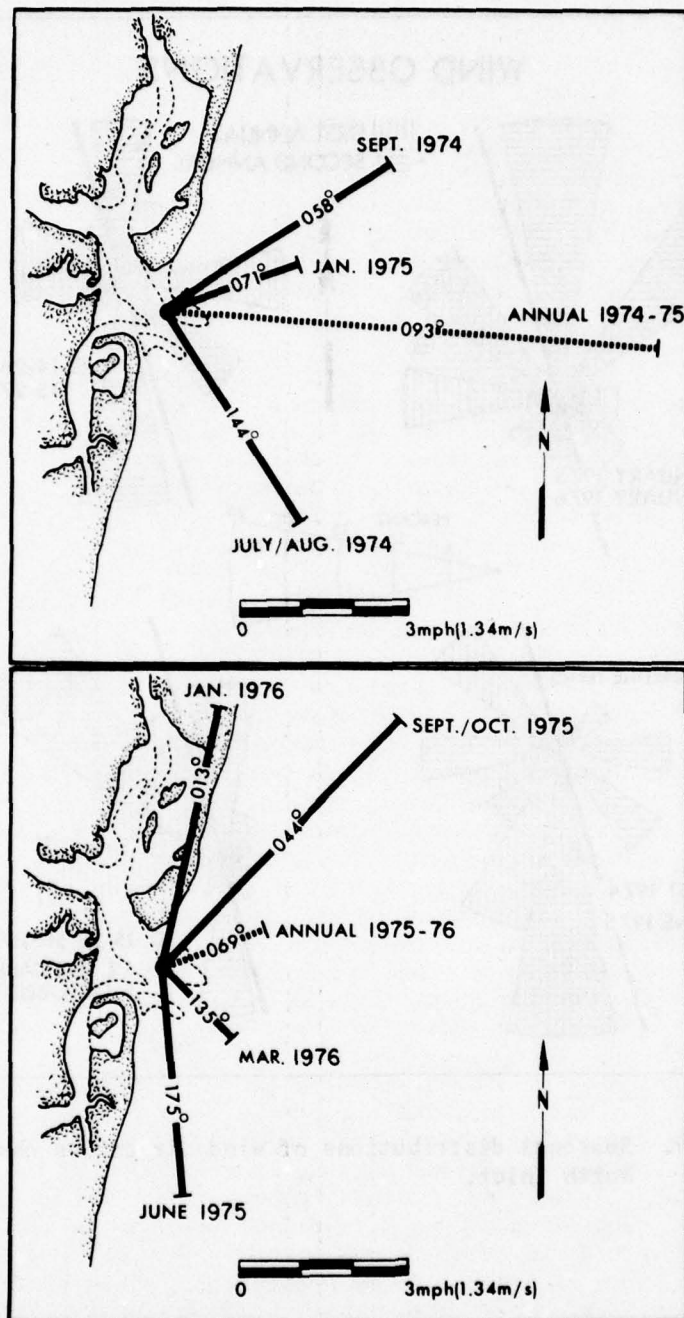 SEPT. 1974
058°
071°
JAN. 1975
ANNUAL 1974-75
093°
144°
N
JULY/AUG. 1974
0
3mph(1.34m/s)
JAN. 1976
SEPT./OCT. 1975
013°
044°
069°
ANNUAL 1975-76
135°
MAR. 1976
175°
N
JUNE 1975
0
3mph(1.34m/s)